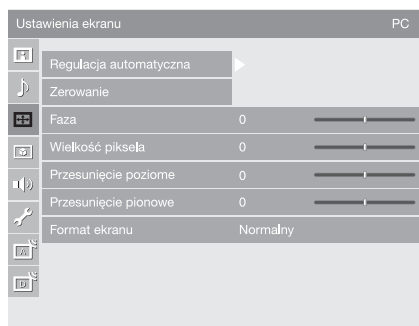 Ustawienia ekranu PC
Regulacja automatyczna
Zerowanie
Faza 0
Wielkość piksela 0
Przesunięcie poziome 0
Przesunięcie pionowe 0
Format ekranu Normalny
A
D